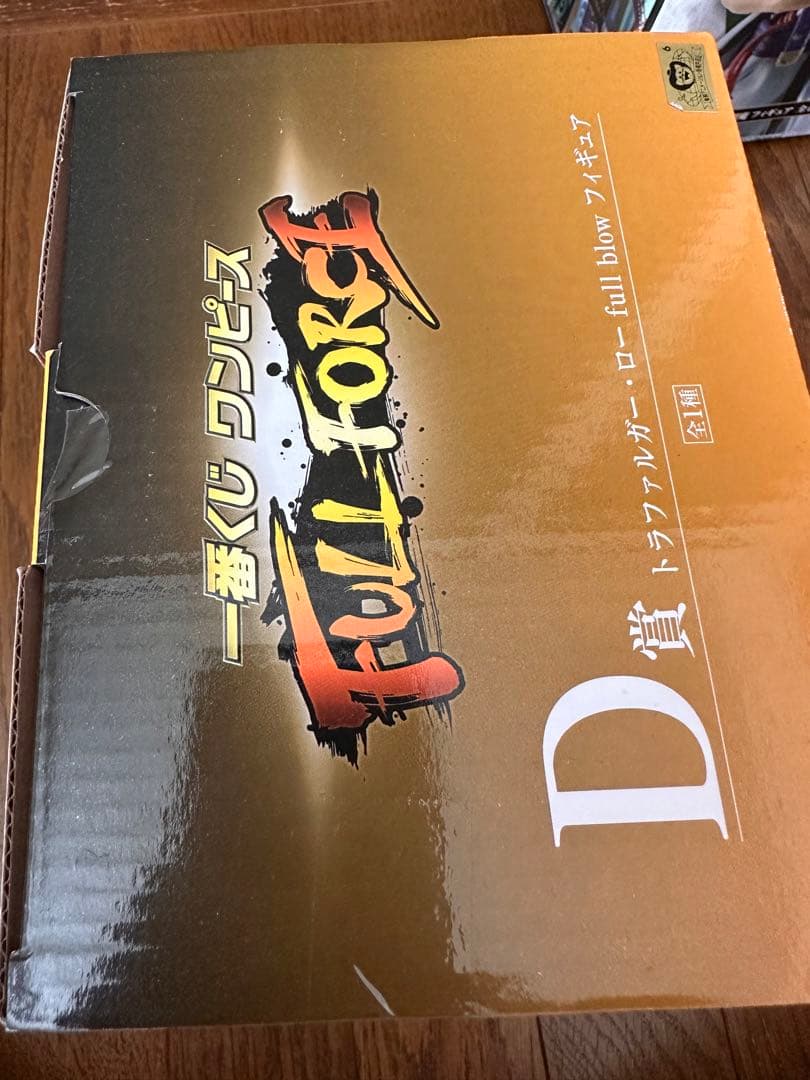 一番くじ ワンピース
FULL FORCE
D賞 トラファルガー・ロー full blow フィギュア
全1種
6